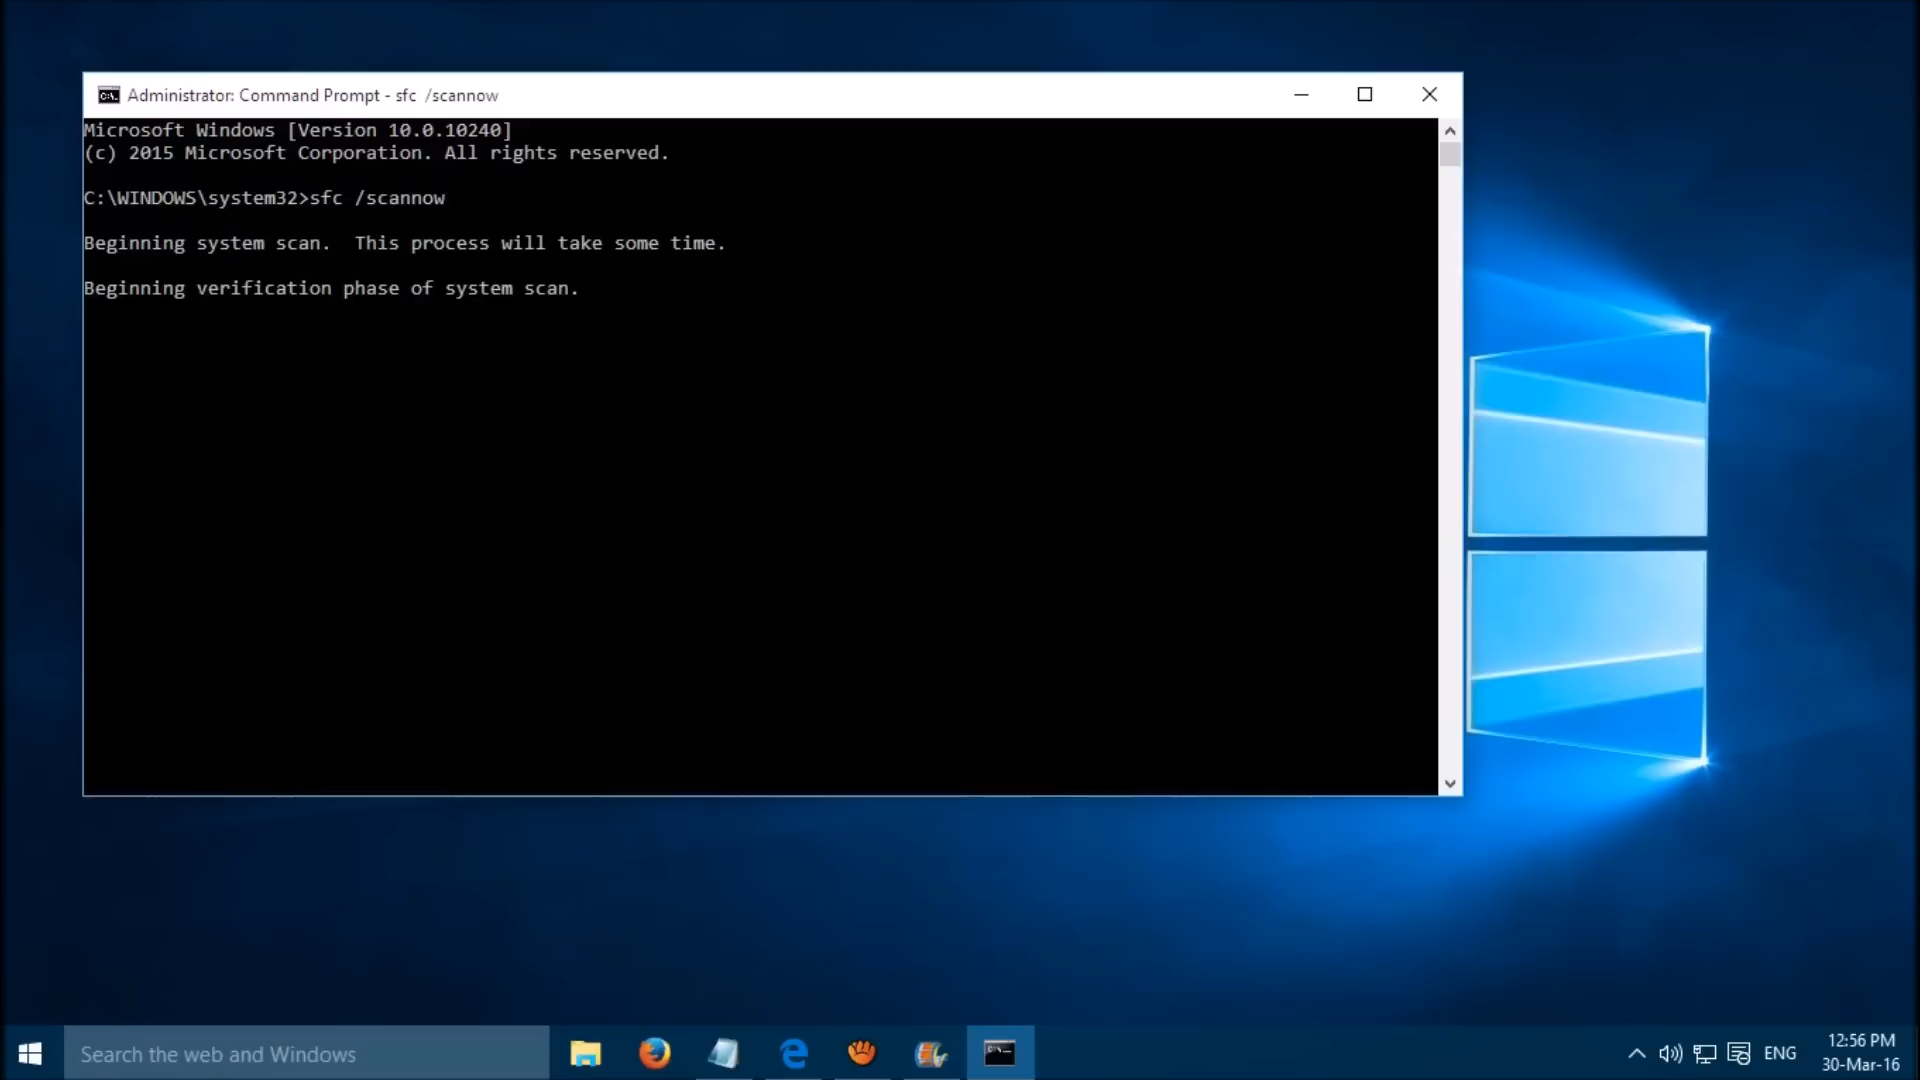 Administrator: Command Prompt - sfc /scannow
Microsoft Windows [Version 10.0.10240]
(c) 2015 Microsoft Corporation. All rights reserved.
C:\WINDOWS\system32>sfc /scannow
Beginning system scan.  This process will take some time.
Beginning verification phase of system scan.
Search the web and Windows
ENG
12:56 PM
30-Mar-16